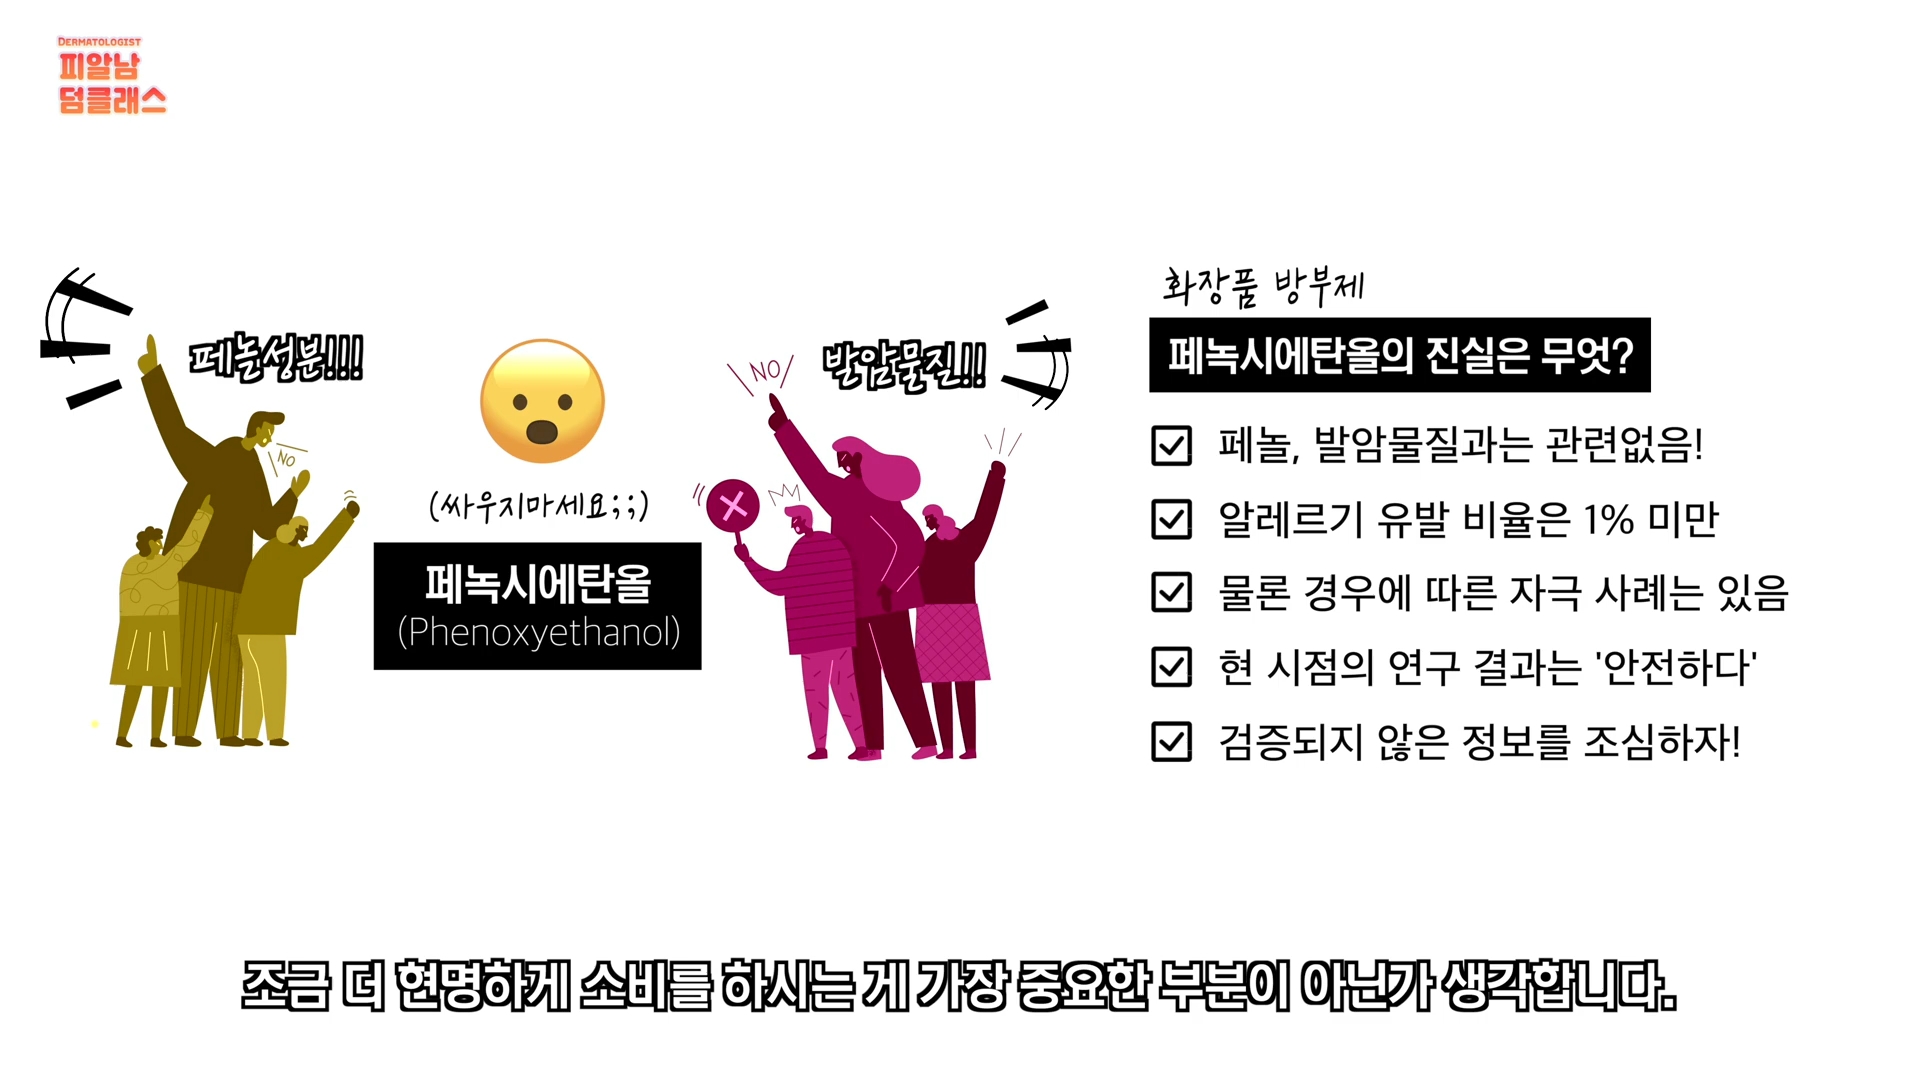 DERMATOLOGIST
피알남
덤클래스
페놀성분!!!
NO
(싸우지마세요;;)
페녹시에탄올
(Phenoxyethanol)
NO
발암물질!!
화장품 방부제
페녹시에탄올의 진실은 무엇?
페놀, 발암물질과는 관련없음!
알레르기 유발 비율은 1% 미만
물론 경우에 따른 자극 사례는 있음
현 시점의 연구 결과는 '안전하다'
검증되지 않은 정보를 조심하자!
조금 더 현명하게 소비를 하시는 게 가장 중요한 부분이 아닌가 생각합니다.